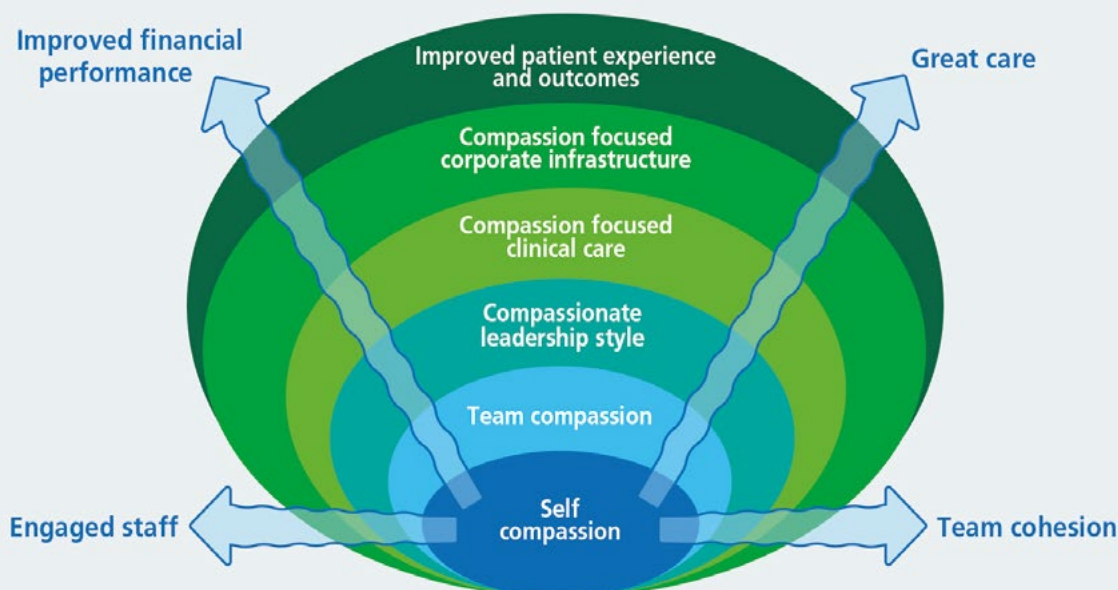 Improved financial
performance
Improved patient experience
and outcomes
Great care
Compassion focused
corporate infrastructure
Compassion focused
clinical care
Compassionate
leadership style
Team compassion
Engaged staff
Self
compassion
Team cohesion